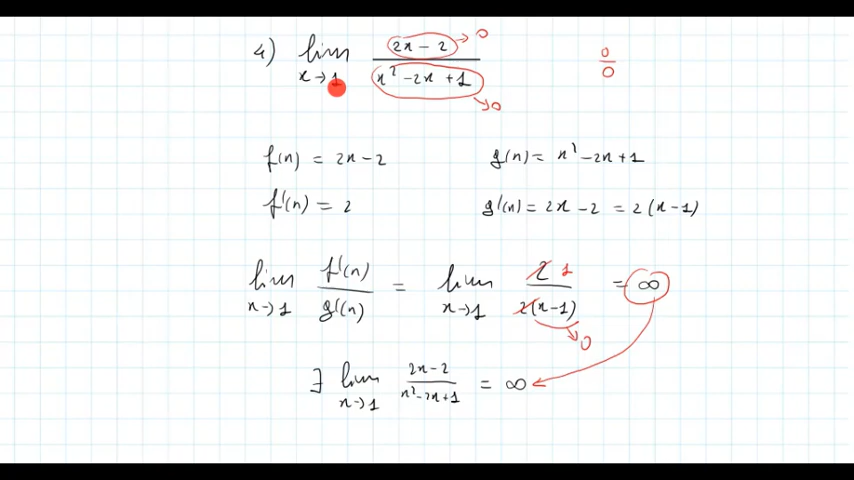 4) lim x→1 2x-2 →0 / x²-2x+1 →0 0/0
f(x) = 2x-2 g(x) = x²-2x+1
f'(x) = 2 g'(x) = 2x-2 = 2(x-1)
lim x→1 f'(x)/g'(x) = lim x→1 2 1/2(x-1) →0 = ∞
∃ lim x→1 2x-2/x²-2x+1 = ∞